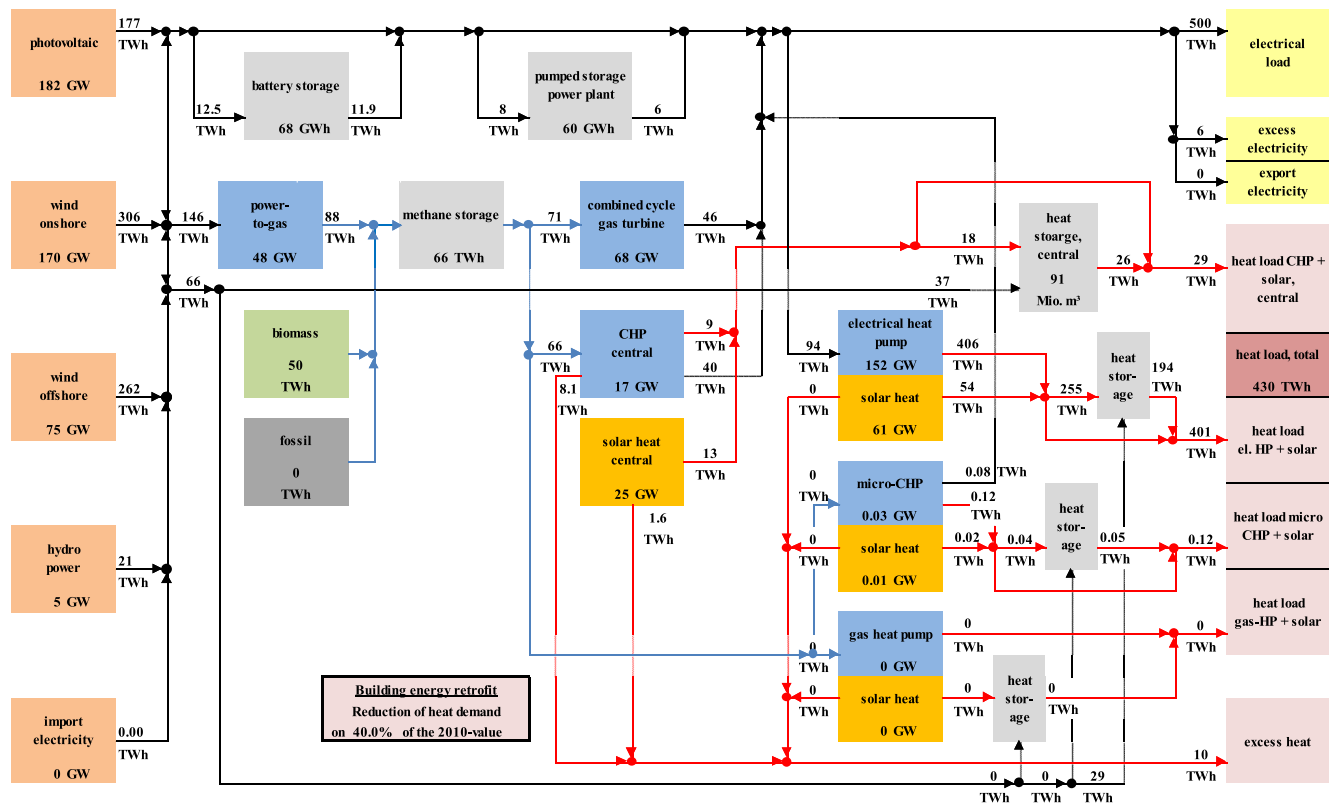 177
TWh
photovoltaic
182 GW
12.5
TWh
battery storage
68 GWh
11.9
TWh
8
TWh
pumped storage
power plant
60 GWh
6
TWh
500
TWh
electrical
load
6
TWh
excess
electricity
0
TWh
export
electricity
wind
onshore
170 GW
306
TWh
146
TWh
power-
to-gas
48 GW
88
TWh
methane storage
66 TWh
71
TWh
combined cycle
gas turbine
68 GW
46
TWh
18
TWh
heat
stoarge,
central
91
Mio. m³
26
TWh
29
TWh
heat load CHP +
solar,
central
66
TWh
37
TWh
biomass
50
TWh
66
TWh
CHP
central
17 GW
9
TWh
40
TWh
8.1
TWh
94
TWh
electrical heat
pump
152 GW
406
TWh
0
TWh
solar heat
61 GW
54
TWh
255
TWh
heat
stor-
age
194
TWh
heat load, total
430 TWh
401
TWh
heat load
el. HP + solar
wind
offshore
75 GW
262
TWh
fossil
0
TWh
solar heat
central
25 GW
13
TWh
1.6
TWh
0
TWh
micro-CHP
0.03 GW
0.08 TWh
0.12
TWh
0
TWh
solar heat
0.01 GW
0.02
TWh
0.04
TWh
heat
stor-
age
0.05
TWh
0.12
TWh
heat load micro
CHP + solar
hydro
power
5 GW
21
TWh
0
TWh
gas heat pump
0 GW
0
TWh
0
TWh
heat load
gas-HP + solar
0
TWh
solar heat
0 GW
0
TWh
heat
stor-
age
0
TWh
import
electricity
0 GW
0.00
TWh
Building energy retrofit
Reduction of heat demand
on 40.0% of the 2010-value
10
TWh
excess heat
0
TWh
0
TWh
29
TWh